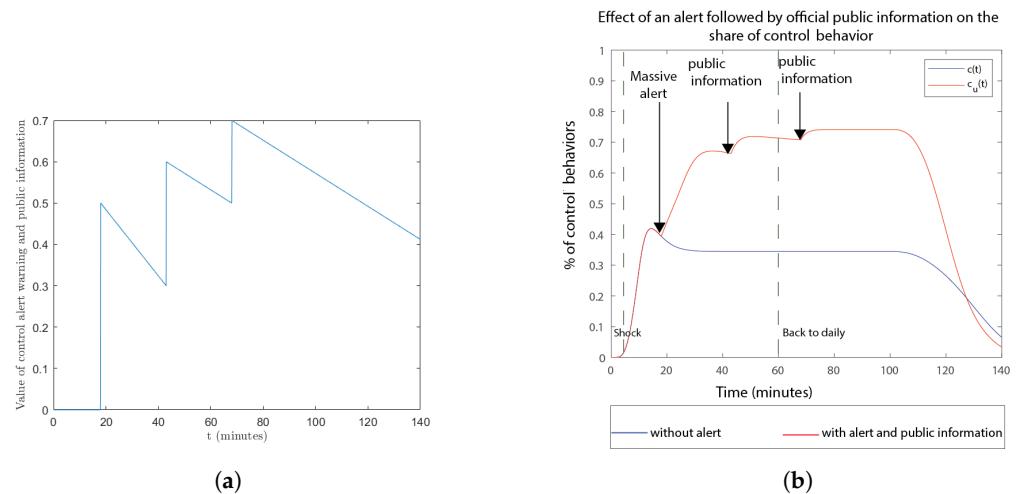 Value of control alert warning and public information
0.7
0.6
0.5
0.4
0.3
0.2
0.1
0
0 20 40 60 80 100 120 140
t (minutes)
(a)
Effect of an alert followed by official public information on the
share of control behavior
% of control behaviors
1
0.9
0.8
0.7
0.6
0.5
0.4
0.3
0.2
0.1
0
Massive
alert
public
information
public
information
c(t)
c_u(t)
Shock
Back to daily
0 20 40 60 80 100 120 140
Time (minutes)
without alert
with alert and public information
(b)